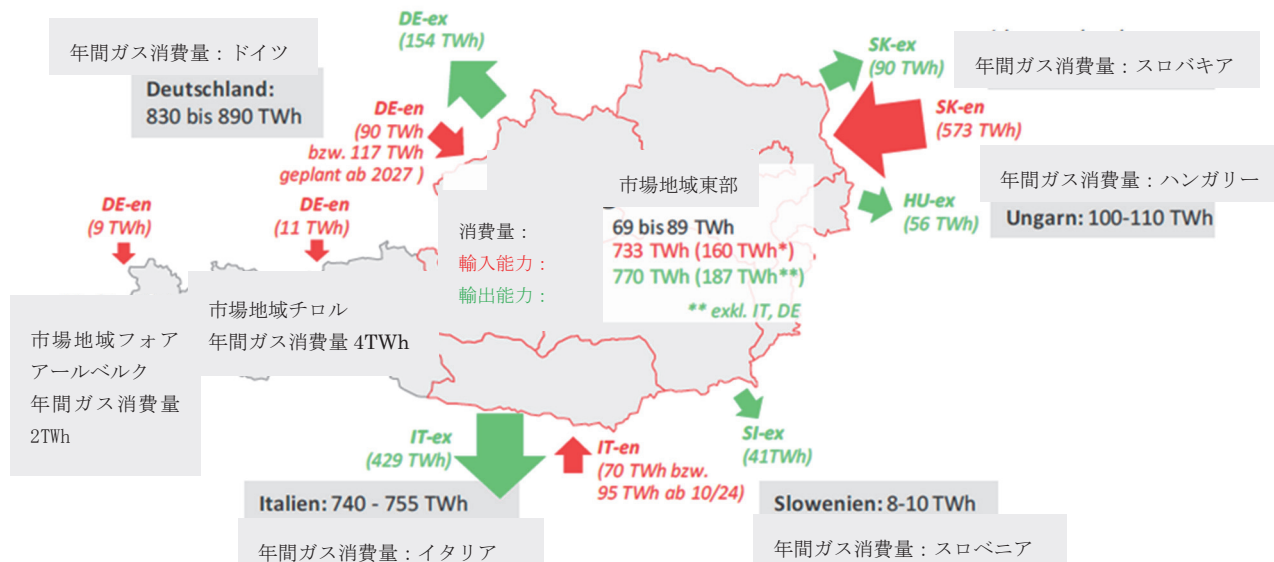 DE-ex
(154 TWh)
年間ガス消費量：ドイツ
Deutschland:
830 bis 890 TWh
DE-en
(90 TWh
bzw. 117 TWh
geplant ab 2027 )
SK-ex
(90 TWh)
年間ガス消費量：スロバキア
SK-en
(573 TWh)
年間ガス消費量：ハンガリー
Ungarn: 100-110 TWh
HU-ex
(56 TWh)
DE-en
(9 TWh)
DE-en
(11 TWh)
市場地域東部
消費量：
69 bis 89 TWh
輸入能力：
733 TWh (160 TWh*)
輸出能力：
770 TWh (187 TWh**)
** exkl. IT, DE
市場地域フォア
アールベルク
年間ガス消費量
2TWh
市場地域チロル
年間ガス消費量 4TWh
IT-ex
(429 TWh)
IT-en
(70 TWh bzw.
95 TWh ab 10/24)
SI-ex
(41TWh)
Italien: 740 - 755 TWh
年間ガス消費量：イタリア
Slowenien: 8-10 TWh
年間ガス消費量：スロベニア